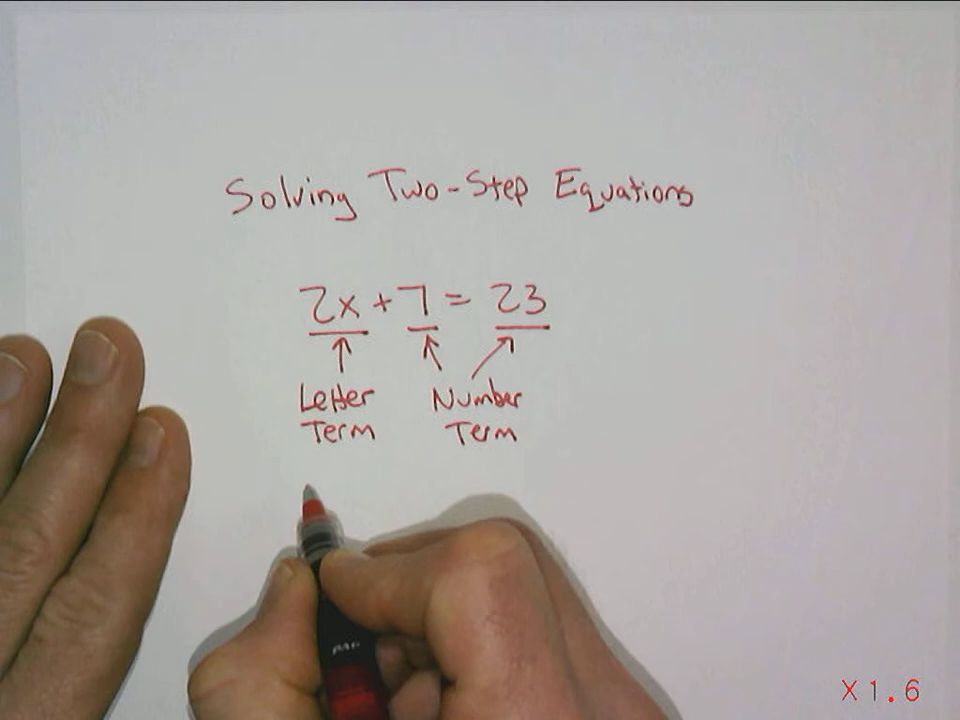 Solving Two-Step Equations
2x + 7 = 23
Letter Number
Term Term
X1.6